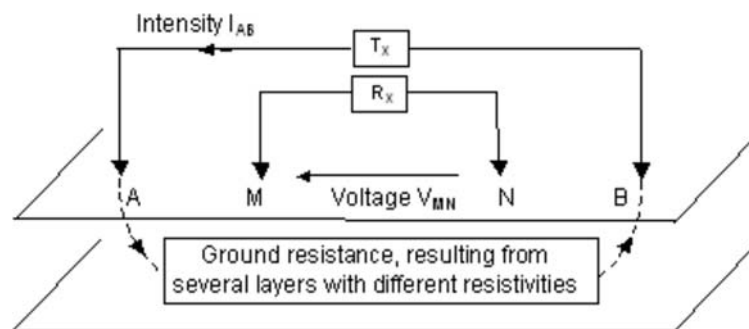 Intensity I_AB
T_X
R_X
A M Voltage V_MN N B
Ground resistance, resulting from
several layers with different resistivities